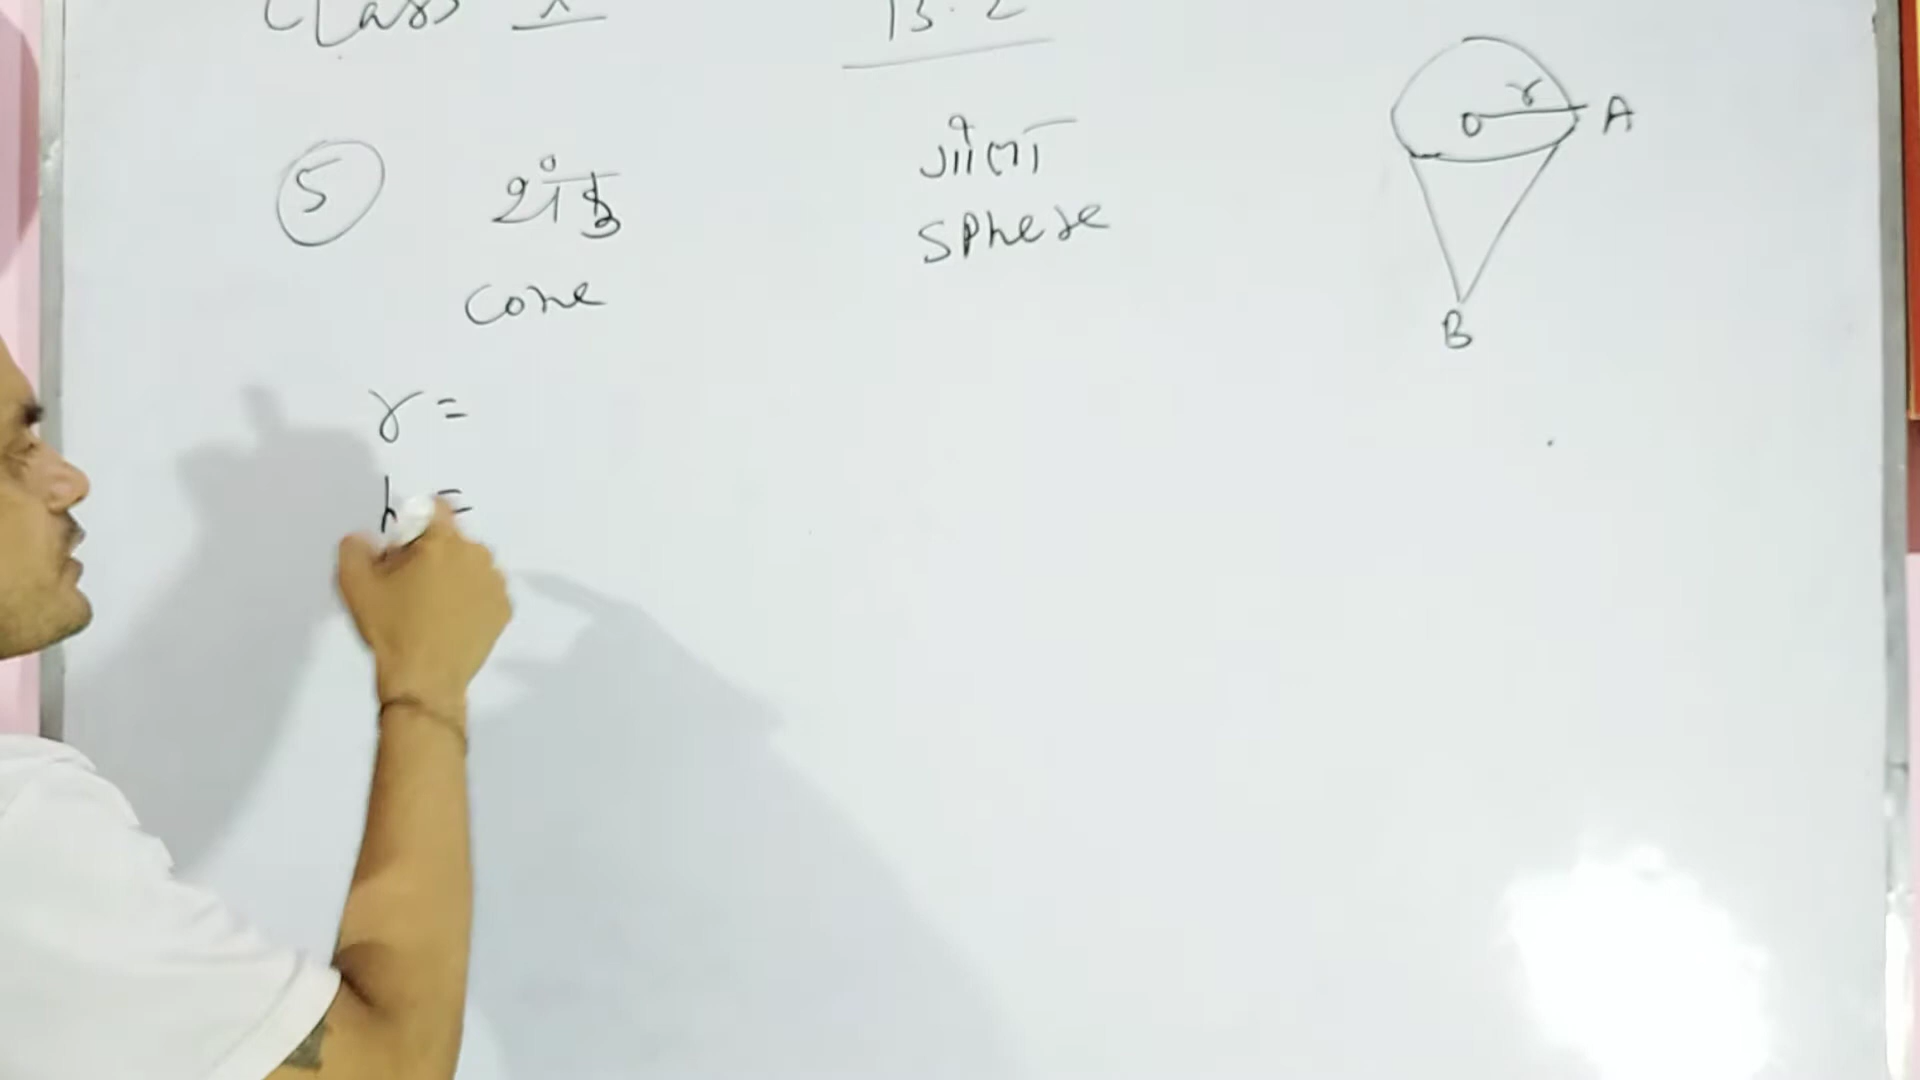 Class X 13.2
5 शंकु गोला
cone sphere
r =
h =
r
O A
B